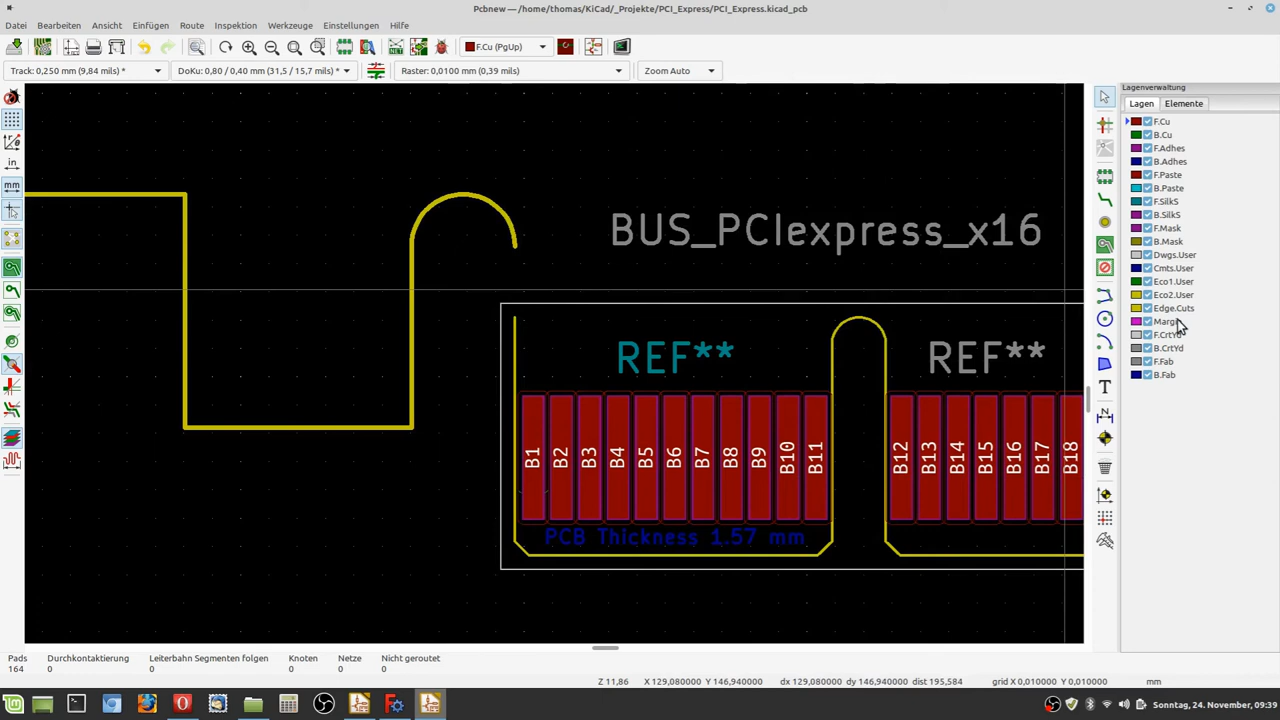 Pcbnew — /home/thomas/KiCad/_Projekte/PCI_Express/PCI_Express.kicad_pcb
Datei Bearbeiten Ansicht Einfügen Route Inspektion Werkzeuge Einstellungen Hilfe
F.Cu (PgUp)
Track: 0,250 mm (9,84 mils) * DoKu: 0,80 / 0,40 mm (31,5 / 15,7 mils) * Raster: 0,0100 mm (0,39 mils) Zoom Auto
Lagenverwaltung
Lagen Elemente
F.Cu
B.Cu
F.Adhes
B.Adhes
F.Paste
B.Paste
F.SilkS
B.SilkS
F.Mask
B.Mask
Dwgs.User
Cmts.User
Eco1.User
Eco2.User
Edge.Cuts
F.CrtYd
B.CrtYd
F.Fab
B.Fab
in
mm
BUS_PCIexpress_x16
REF** REF**
B1 B2 B3 B4 B5 B6 B7 B8 B9 B10 B11 B12 B13 B14 B15 B16 B17 B18
PCB Thickness 1.57 mm
Pads Durchkontaktierung Leiterbahn Segmenten folgen Knoten Netze Nicht geroutet
164 0 0 0 0 0
Z 11,86 X 129,080000 Y 146,940000 dx 129,080000 dy 146,940000 dist 195,584 grid X 0,010000 Y 0,010000 mm
Sonntag, 24. November, 09:39